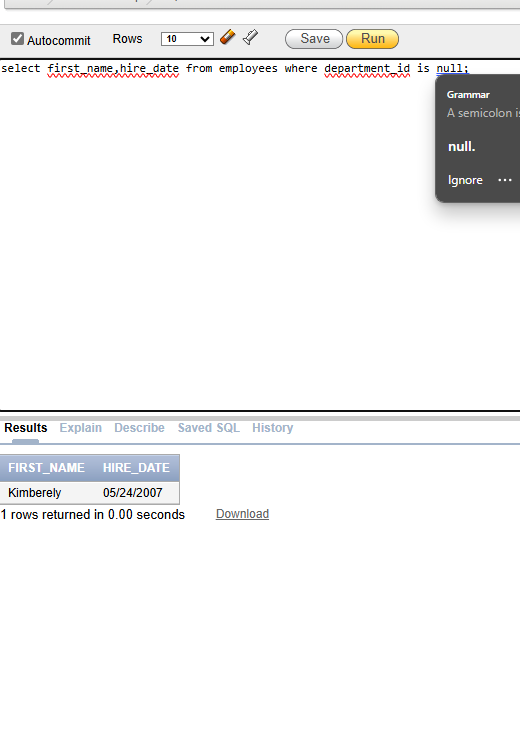 Autocommit Rows 10 Save Run
select first_name,hire_date from employees where department_id is null;
Grammar
A semicolon is
null.
Ignore ...
Results Explain Describe Saved SQL History
FIRST_NAME HIRE_DATE
Kimberely 05/24/2007
1 rows returned in 0.00 seconds Download